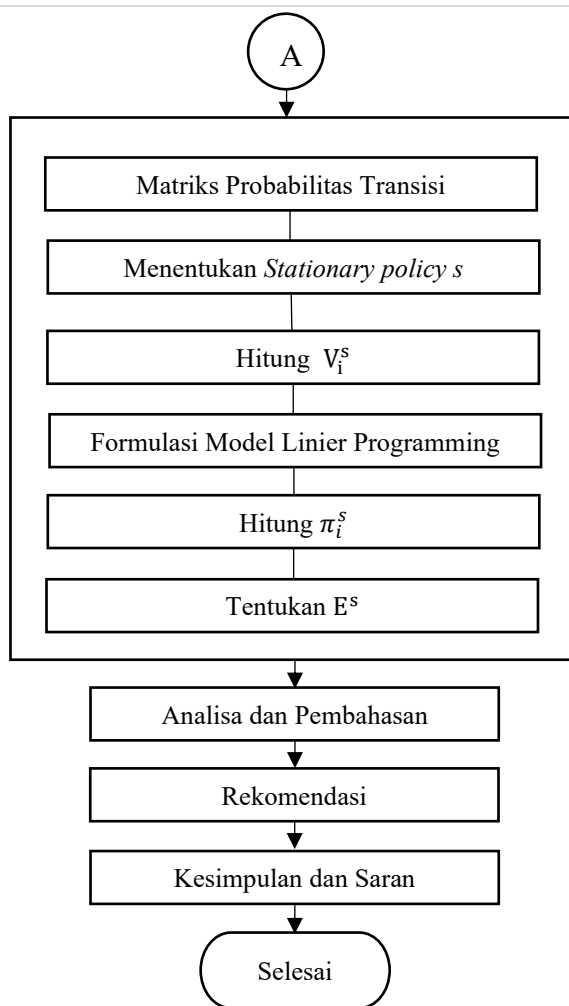 A
Matriks Probabilitas Transisi
Menentukan Stationary policy s
Hitung V_i^s
Formulasi Model Linier Programming
Hitung π_i^s
Tentukan E^s
Analisa dan Pembahasan
Rekomendasi
Kesimpulan dan Saran
Selesai